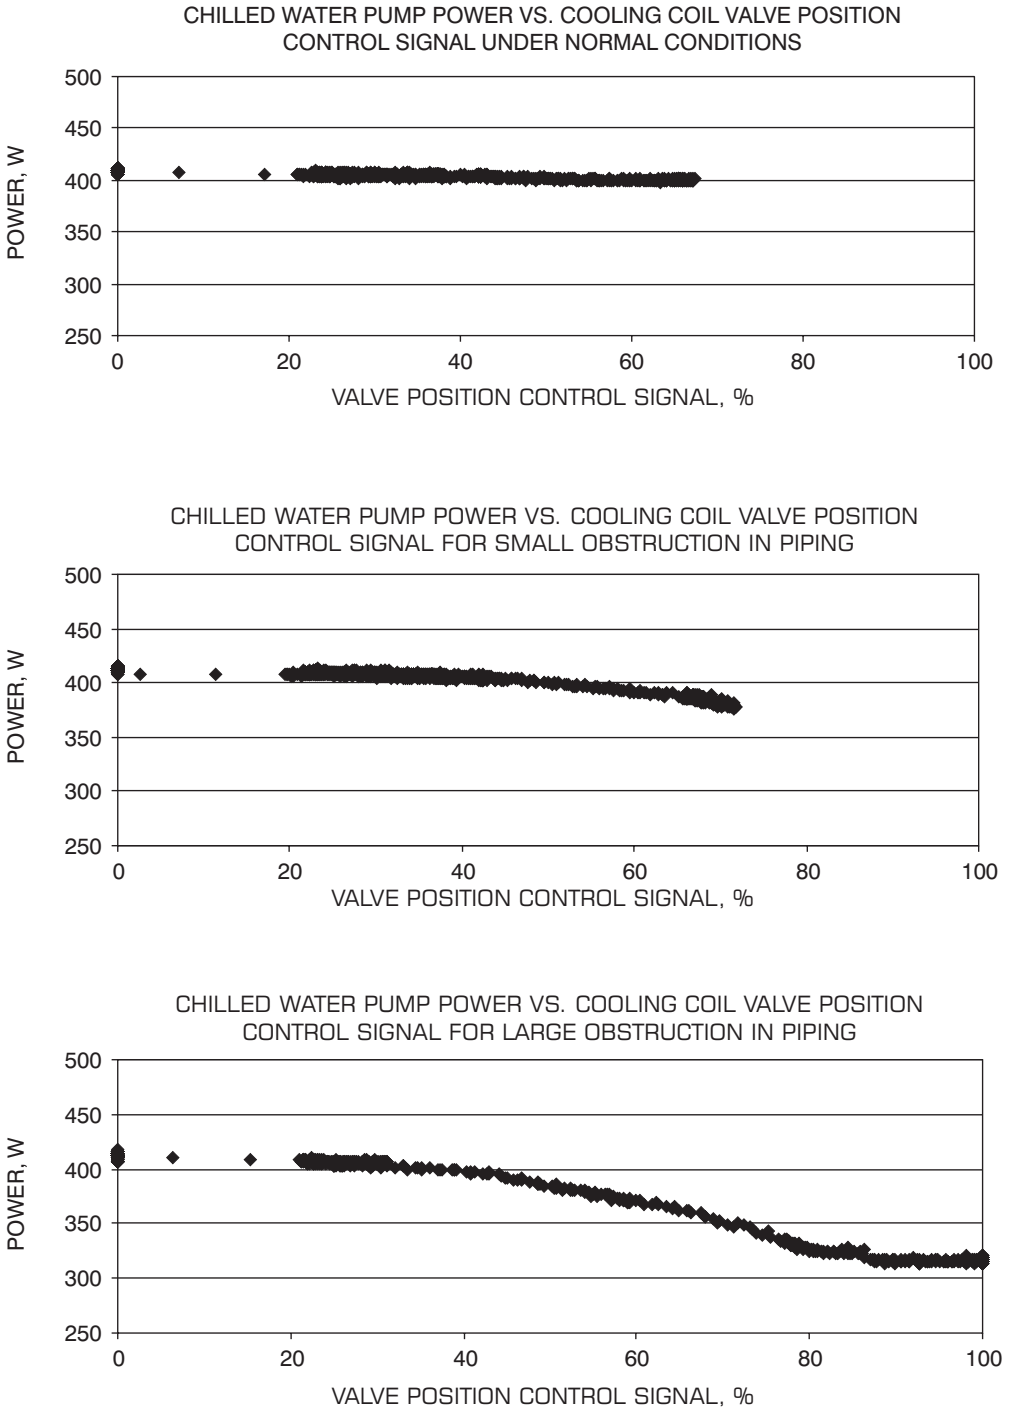 CHILLED WATER PUMP POWER VS. COOLING COIL VALVE POSITION
CONTROL SIGNAL UNDER NORMAL CONDITIONS
500
450
400
350
300
250
POWER, W
0 20 40 60 80 100
VALVE POSITION CONTROL SIGNAL, %
CHILLED WATER PUMP POWER VS. COOLING COIL VALVE POSITION
CONTROL SIGNAL FOR SMALL OBSTRUCTION IN PIPING
500
450
400
350
300
250
POWER, W
0 20 40 60 80 100
VALVE POSITION CONTROL SIGNAL, %
CHILLED WATER PUMP POWER VS. COOLING COIL VALVE POSITION
CONTROL SIGNAL FOR LARGE OBSTRUCTION IN PIPING
500
450
400
350
300
250
POWER, W
0 20 40 60 80 100
VALVE POSITION CONTROL SIGNAL, %